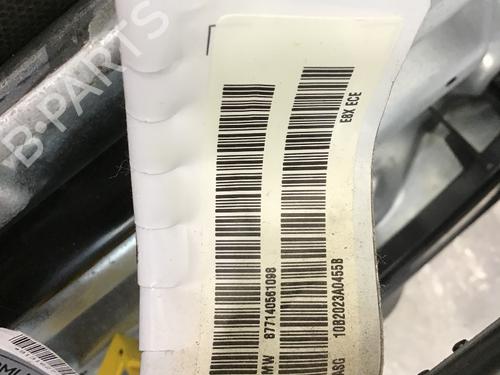 E8X ECE
MW 877140561098
ASG 10B2023A0455B
B-PARTS